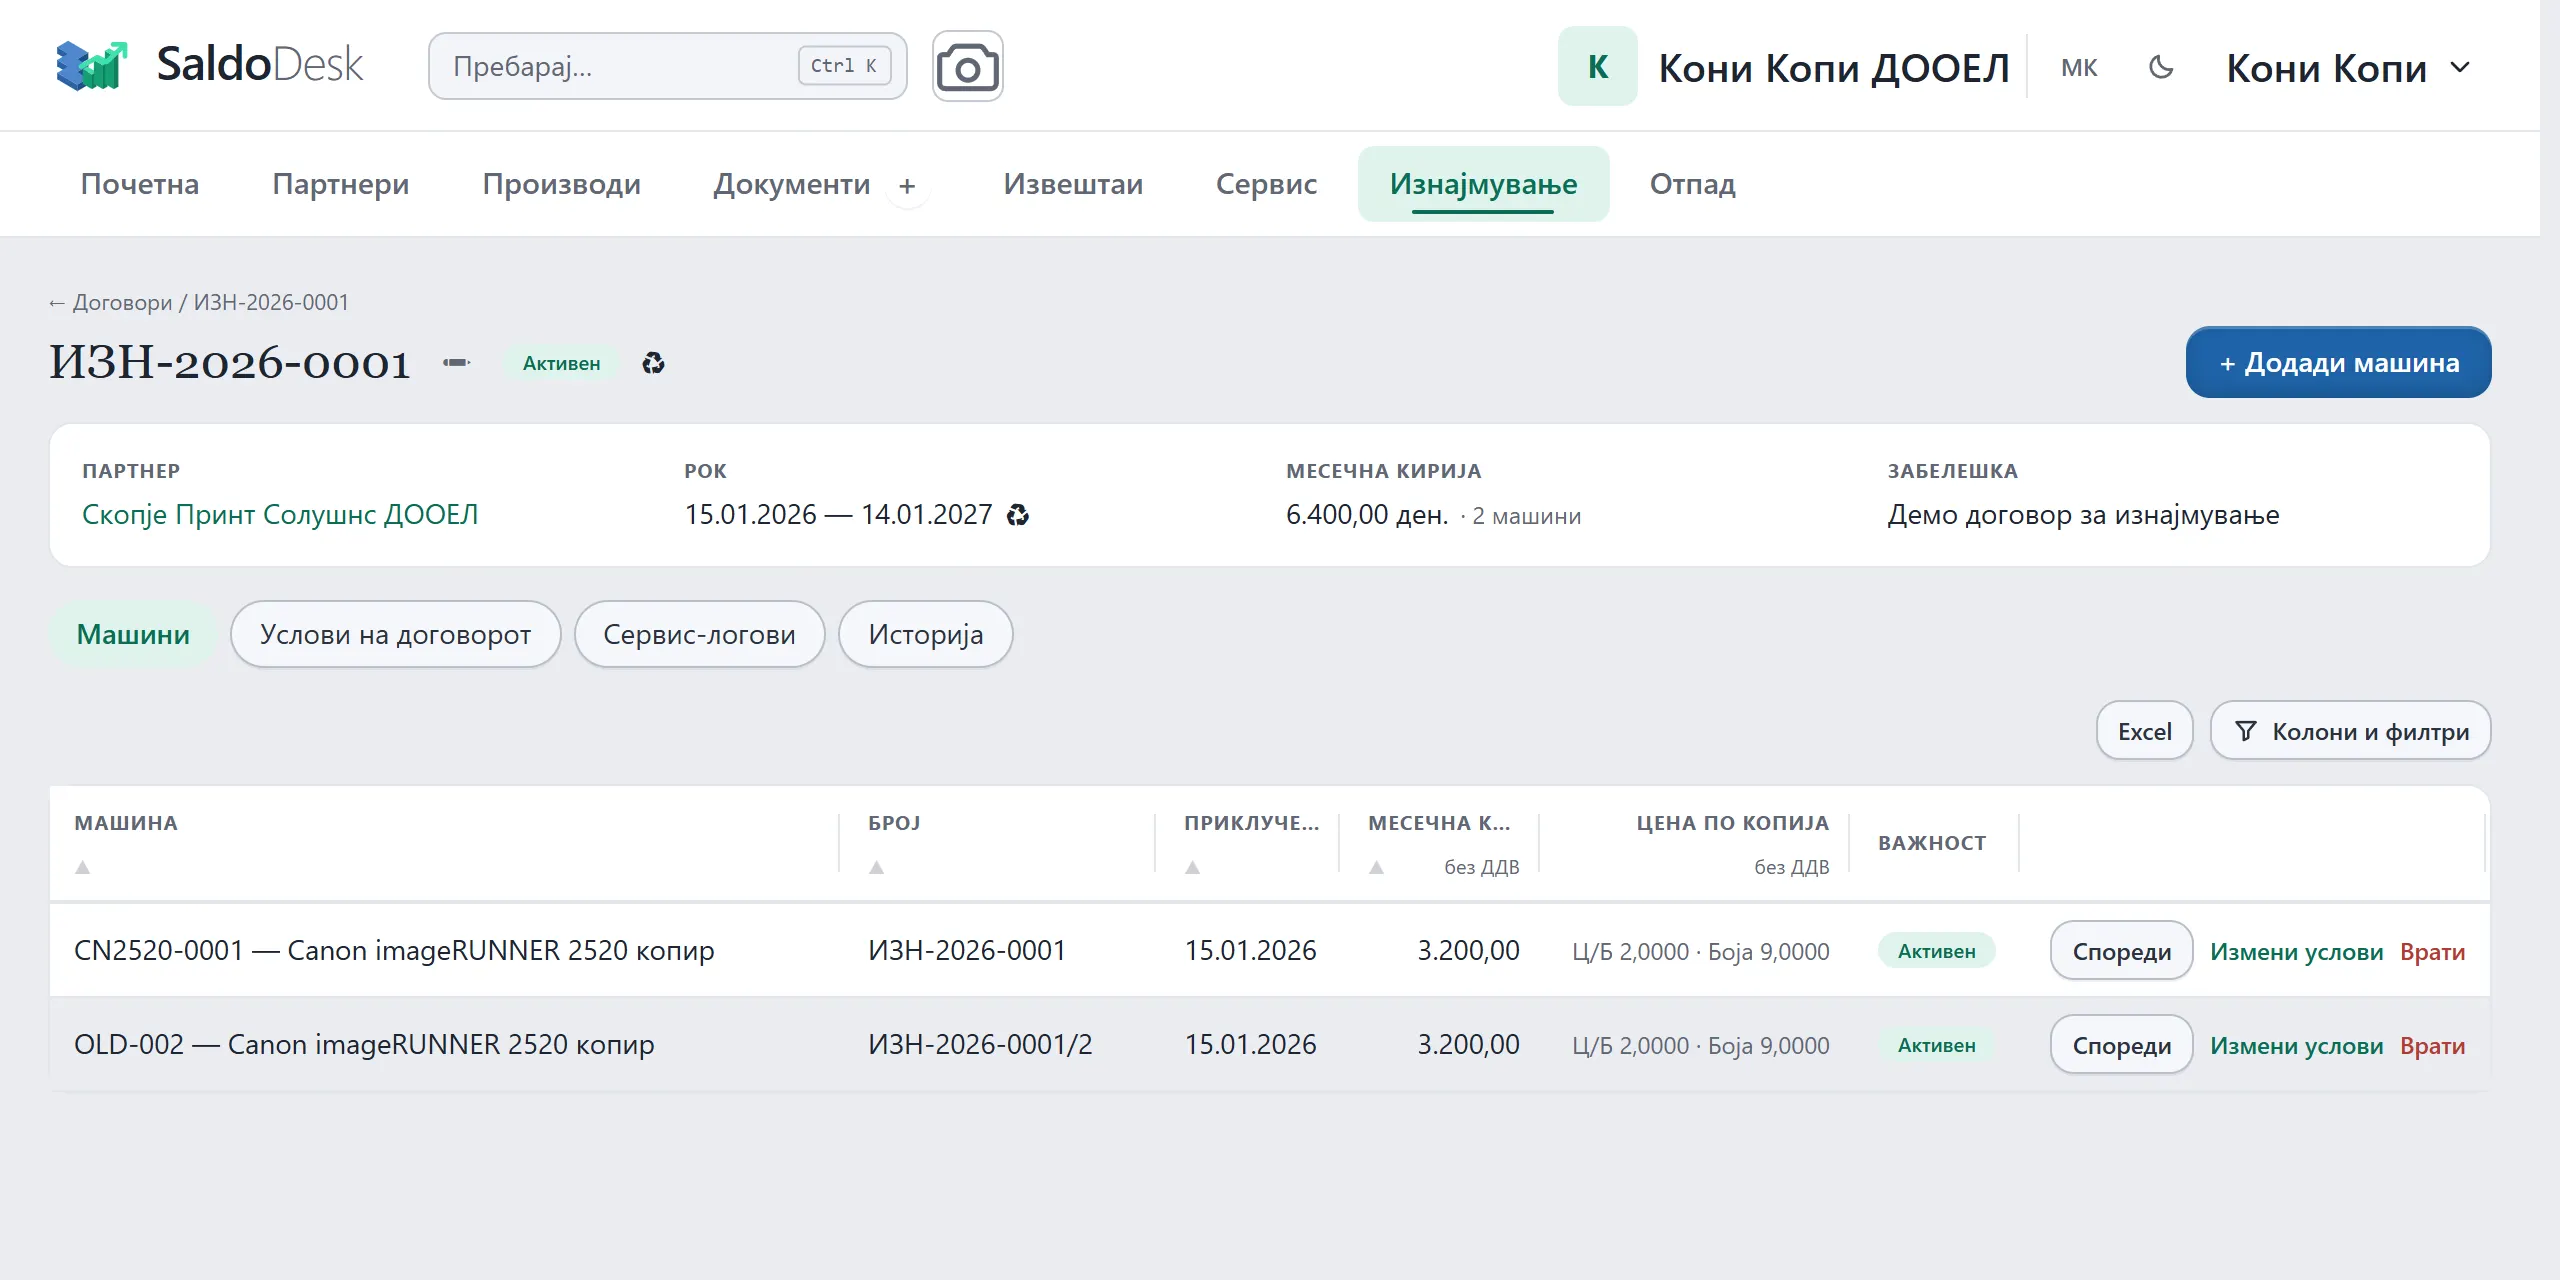 SaldoDesk
Пребарај... Ctrl K
К Кони Копи ДООЕЛ МК Кони Копи
Почетна Партнери Производи Документи + Извештаи Сервис Изнајмување Отпад
← Договори / ИЗН-2026-0001
ИЗН-2026-0001 Активен
+ Додади машина
ПАРТНЕР РОК МЕСЕЧНА КИРИЈА ЗАБЕЛЕШКА
Скопје Принт Солушнс ДООЕЛ 15.01.2026 — 14.01.2027 6.400,00 ден. · 2 машини Демо договор за изнајмување
Машини Услови на договорот Сервис-логови Историја
Excel Колони и филтри
МАШИНА БРОЈ ПРИКЛУЧЕ... МЕСЕЧНА К... ЦЕНА ПО КОПИЈА ВАЖНОСТ
без ДДВ без ДДВ
CN2520-0001 — Canon imageRUNNER 2520 копир ИЗН-2026-0001 15.01.2026 3.200,00 Ц/Б 2,0000 · Боја 9,0000 Активен Спореди Измени услови Врати
OLD-002 — Canon imageRUNNER 2520 копир ИЗН-2026-0001/2 15.01.2026 3.200,00 Ц/Б 2,0000 · Боја 9,0000 Активен Спореди Измени услови Врати